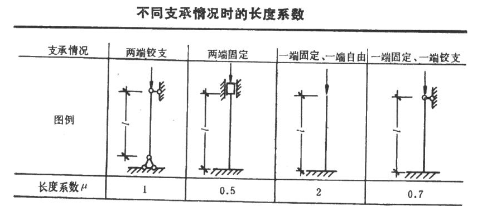 不同支承情况时的长度系数
支承情况 两端铰支 两端固定 一端固定、一端自由 一端固定、一端铰支
图例 l l l l
长度系数μ 1 0.5 2 0.7